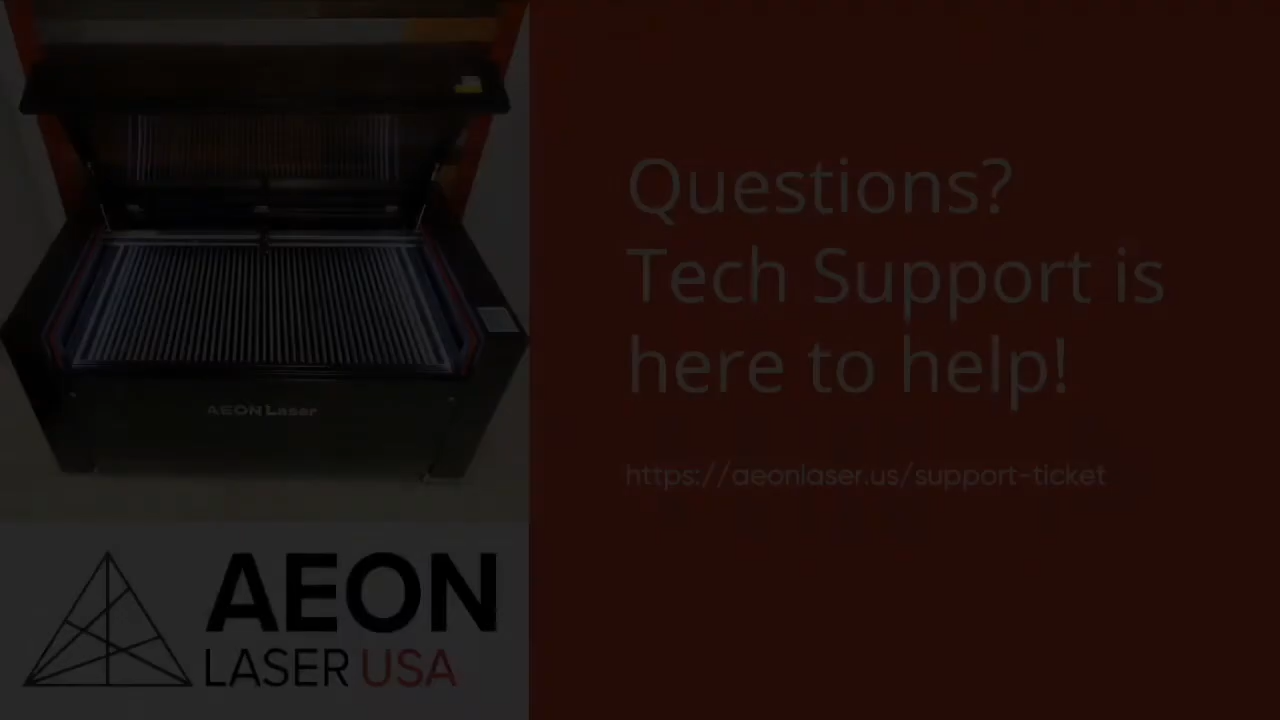 AEON Laser
AEON
LASER USA
Questions?
Tech Support is
here to help!
https://aeonlaser.us/support-ticket